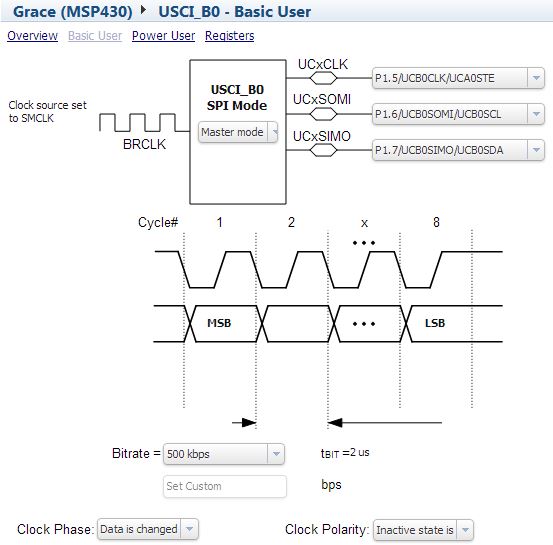 Grace (MSP430) ▸ USCI_B0 - Basic User
Overview Basic User Power User Registers
UCxCLK
USCI_B0
SPI Mode
P1.5/UCB0CLK/UCA0STE
Clock source set
to SMCLK
UCxSOMI
P1.6/UCB0SOMI/UCB0SCL
Master mode
BRCLK
UCxSIMO
P1.7/UCB0SIMO/UCB0SDA
Cycle# 1 2 x 8
•••
MSB ••• LSB
Bitrate = 500 kbps tBIT =2 us
Set Custom bps
Clock Phase: Data is changed Clock Polarity: Inactive state is